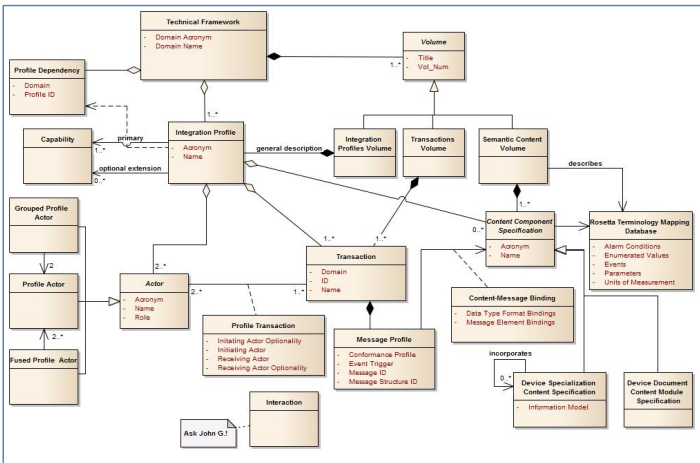 Technical Framework
- Domain Acronym
- Domain Name
Volume
- Title
- Vol_Num
1..*
Profile Dependency
- Domain
- Profile ID
1..*
Capability
primary
1..*
optional extension
0..*
Integration Profile
- Acronym
- Name
general description
Integration
Profiles Volume
Transactions
Volume
Semantic Content
Volume
describes
1..*
Grouped Profile
Actor
2
Profile Actor
2..*
Fused Profile Actor
2..*
Actor
- Acronym
- Name
- Role
2..*
1..*
1..*
1..*
Transaction
- Domain
- ID
- Name
0..*
Content Component
Specification
- Acronym
- Name
Rosetta Terminology Mapping
Database
- Alarm Conditions
- Enumerated Values
- Events
- Parameters
- Units of Measurement
Profile Transaction
- Initating Actor Optionality
- Initiating Actor
- Receiving Actor
- Receiving Actor Optionality
Message Profile
- Conformance Profile
- Event Trigger
- Message ID
- Message Structure ID
Content-Message Binding
- Data Type Format Bindings
- Message Element Bindings
incorporates
0..*
Device Specialization
Content Specification
- Information Model
Device Document
Content Module
Specification
Interaction
Ask John G.!